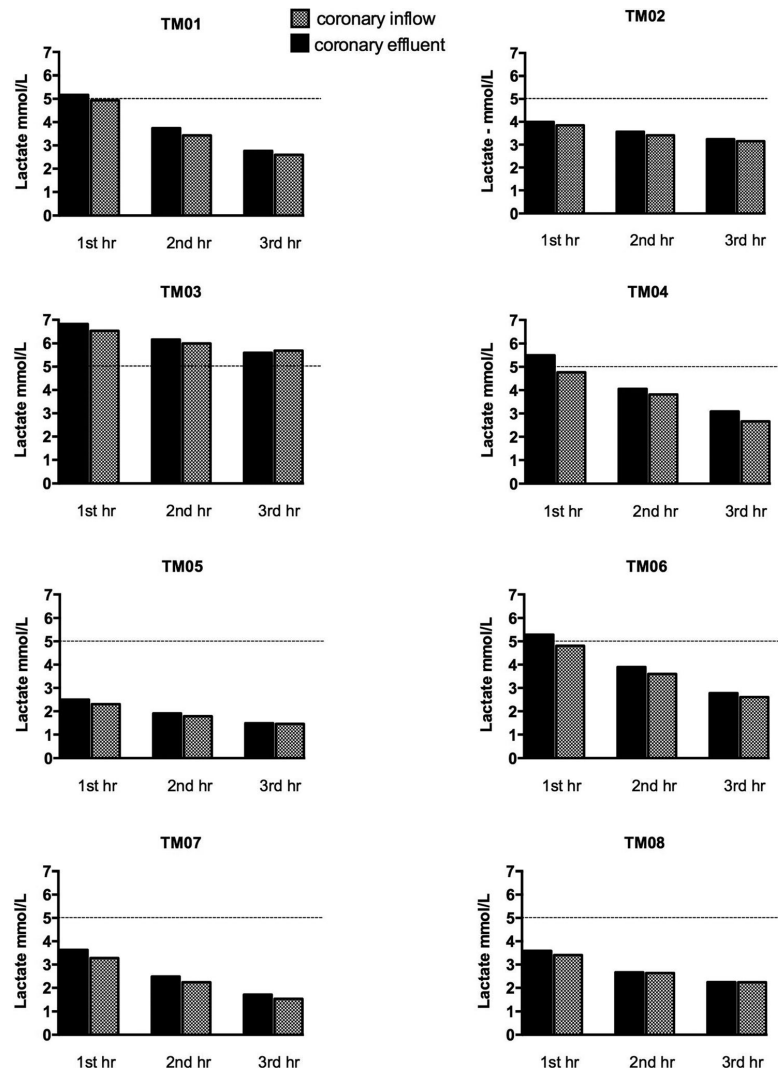 TM01
coronary inflow
coronary effluent
TM02
Lactate mmol/L
7
6
5
4
3
2
1
0
1st hr 2nd hr 3rd hr
Lactate - mmol/L
7
6
5
4
3
2
1
0
1st hr 2nd hr 3rd hr
TM03
Lactate mmol/L
7
6
5
4
3
2
1
0
1st hr 2nd hr 3rd hr
TM04
Lactate mmol/L
7
6
5
4
3
2
1
0
1st hr 2nd hr 3rd hr
TM05
Lactate mmol/L
7
6
5
4
3
2
1
0
1st hr 2nd hr 3rd hr
TM06
Lactate mmol/L
7
6
5
4
3
2
1
0
1st hr 2nd hr 3rd hr
TM07
Lactate mmol/L
7
6
5
4
3
2
1
0
1st hr 2nd hr 3rd hr
TM08
Lactate mmol/L
7
6
5
4
3
2
1
0
1st hr 2nd hr 3rd hr